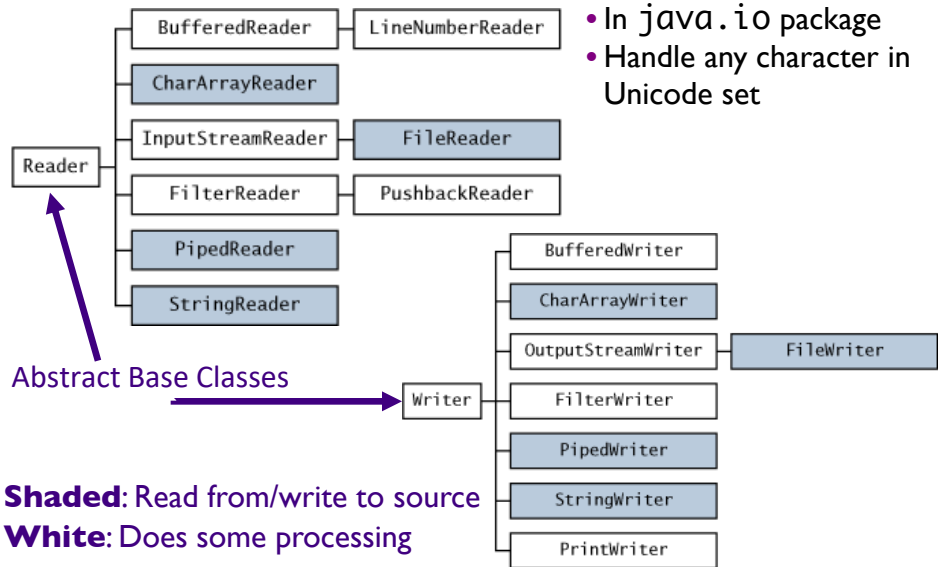 BufferedReader LineNumberReader
CharArrayReader
InputStreamReader FileReader
Reader
FilterReader PushbackReader
PipedReader
StringReader
• In java.io package
• Handle any character in
Unicode set
Abstract Base Classes
BufferedWriter
CharArrayWriter
OutputStreamWriter FileWriter
Writer FilterWriter
PipedWriter
StringWriter
PrintWriter
Shaded: Read from/write to source
White: Does some processing